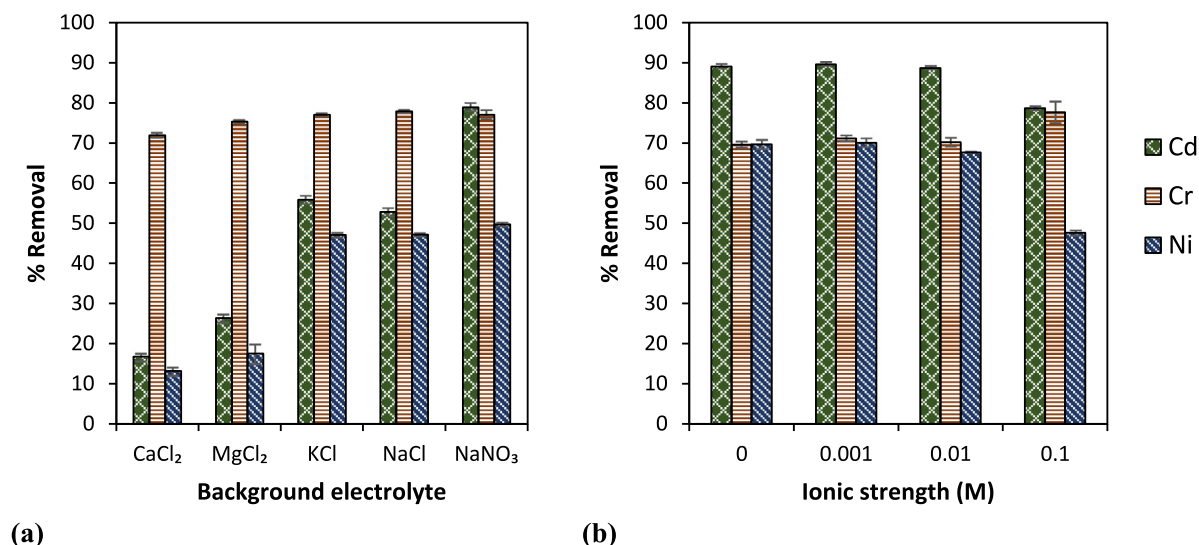 100
90
80
70
60
50
40
30
20
10
0
% Removal
CaCl₂ MgCl₂ KCl NaCl NaNO₃
Background electrolyte
(a)
100
90
80
70
60
50
40
30
20
10
0
% Removal
0 0.001 0.01 0.1
Ionic strength (M)
(b)
Cd
Cr
Ni